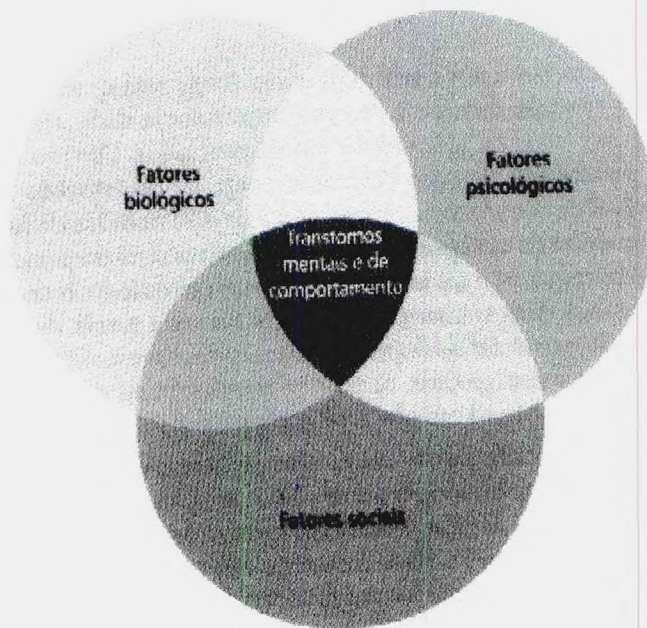 Fatores
biológicos
Fatores
psicológicos
Transtornos
mentais e de
comportamento
Fatores sociais